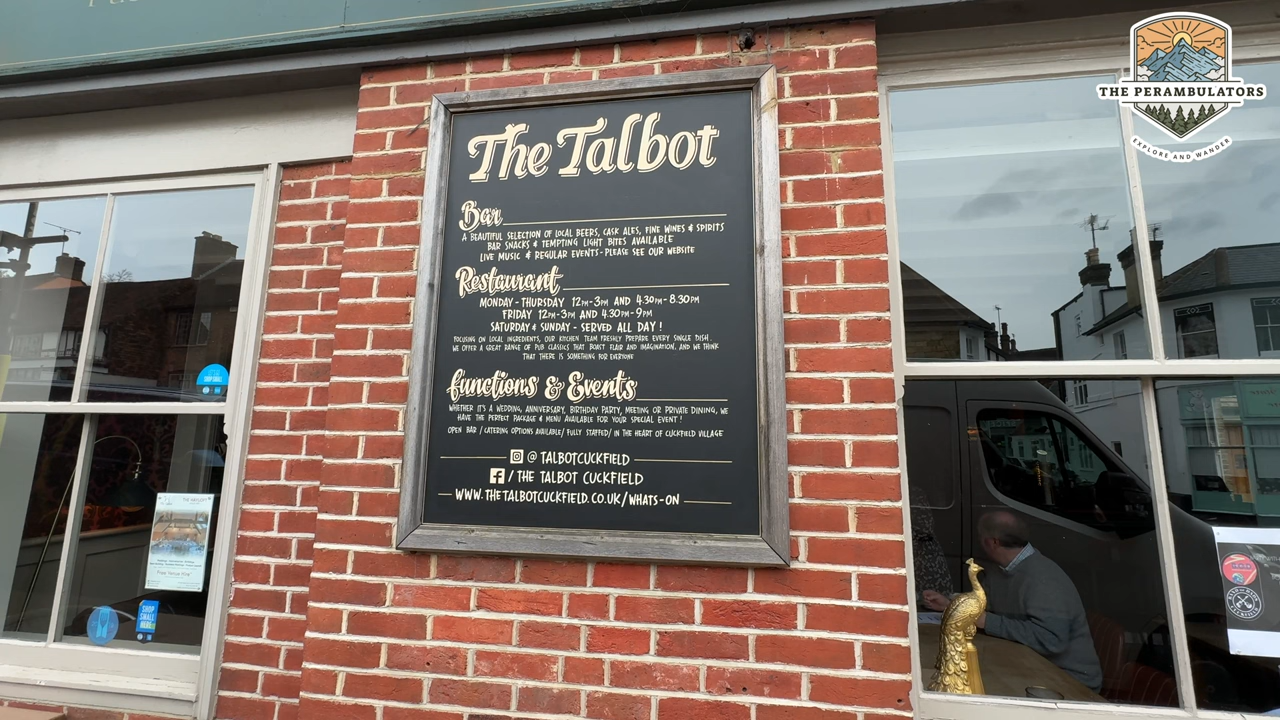 The Talbot
Bar
A BEAUTIFUL SELECTION OF LOCAL BEERS, CASK ALES, FINE WINES & SPIRITS
BAR SNACKS & TEMPTING LIGHT BITES AVAILABLE
LIVE MUSIC & REGULAR EVENTS - PLEASE SEE OUR WEBSITE
Restaurant
MONDAY - THURSDAY 12PM-3PM AND 4.30PM-8.30PM
FRIDAY 12PM-3PM AND 4.30PM-9PM
SATURDAY & SUNDAY - SERVED ALL DAY!
FOCUSING ON LOCAL INGREDIENTS, OUR KITCHEN TEAM FRESHLY PREPARE EVERY SINGLE DISH.
WE OFFER A GREAT RANGE OF PUB CLASSICS THAT BOAST FLAIR AND IMAGINATION, AND WE THINK
THAT THERE IS SOMETHING FOR EVERYONE
functions & Events
WHETHER IT'S A WEDDING, ANNIVERSARY, BIRTHDAY PARTY, MEETING OR PRIVATE DINING, WE
HAVE THE PERFECT PACKAGE & MENU AVAILABLE FOR YOUR SPECIAL EVENT!
OPEN BAR / CATERING OPTIONS AVAILABLE / FULLY STAFFED / IN THE HEART OF CUCKFIELD VILLAGE
@ TALBOTCUCKFIELD
/ THE TALBOT CUCKFIELD
WWW.THETALBOTCUCKFIELD.CO.UK/WHATS-ON
THE PERAMBULATORS
EXPLORE AND WANDER
SHOP
SMALL